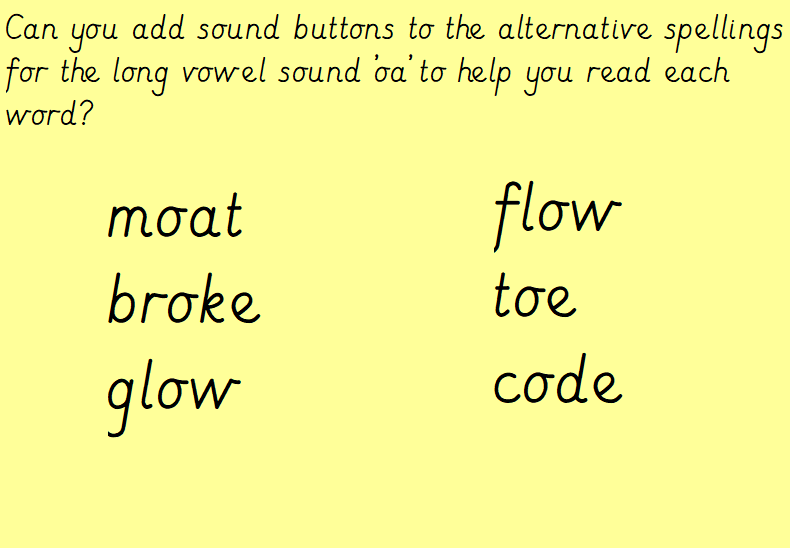 Can you add sound buttons to the alternative spellings
for the long vowel sound 'oa' to help you read each
word?
moat
broke
glow
flow
toe
code